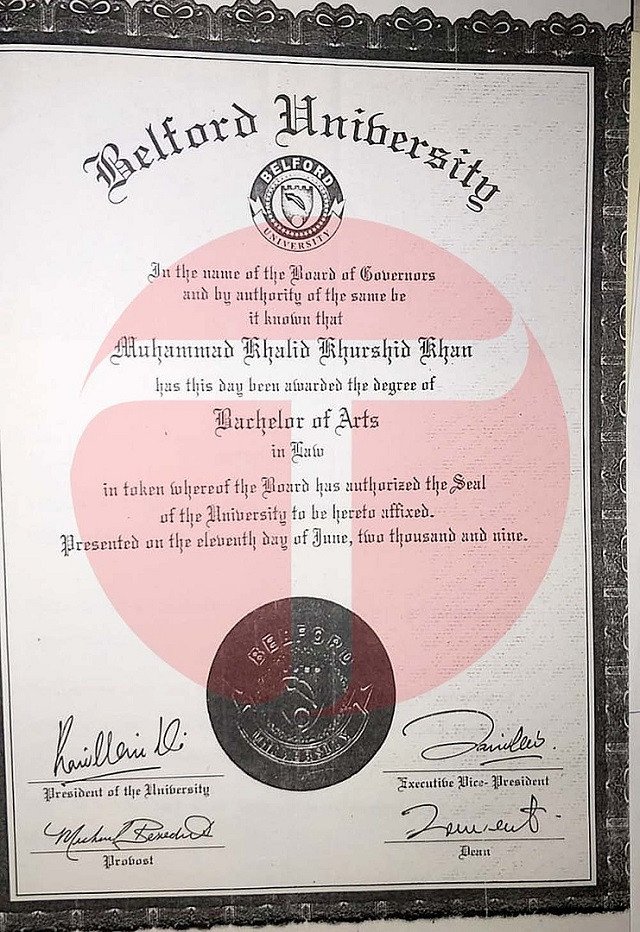 Belford University
BELFORD
UNIVERSITY
In the name of the Board of Governors
and by authority of the same be
it known that
Muhammad Khalid Khurshid Khan
has this day been awarded the degree of
Bachelor of Arts
in Law
in token whereof the Board has authorized the Seal
of the University to be hereto affixed.
Presented on the eleventh day of June, two thousand and nine.
BELFORD
UNIVERSITY
President of the University
Executive Vice- President
Provost
Dean